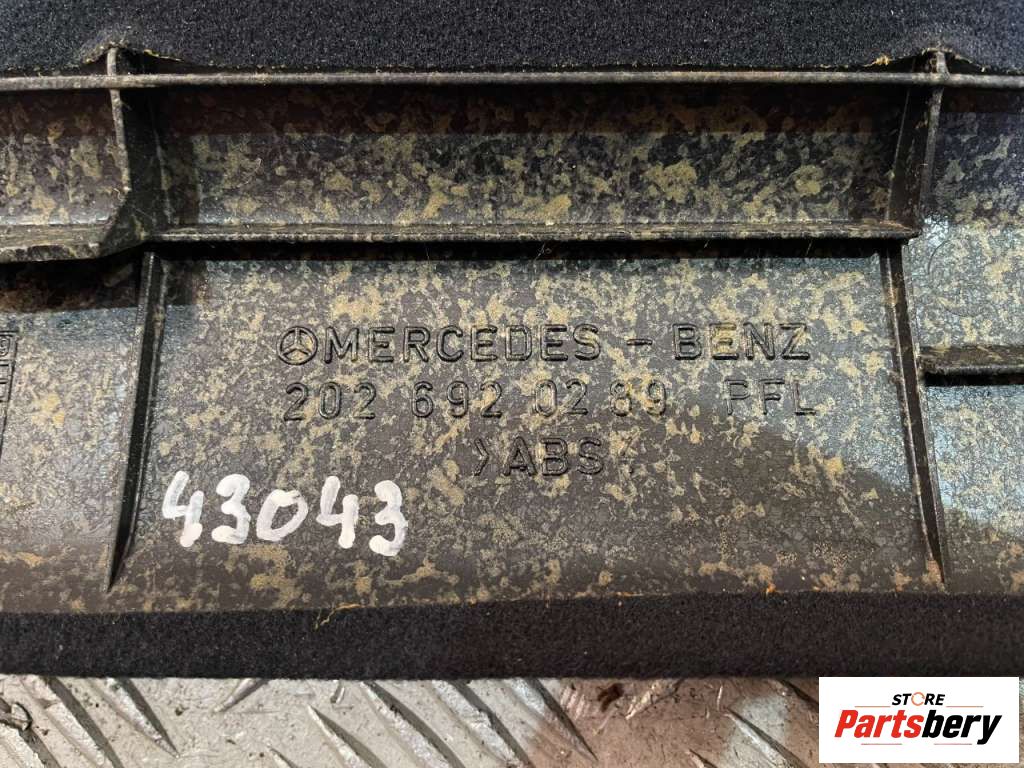 MERCEDES - BENZ
202 692 02 89 PFL
>ABS<
43043
STORE
Partsbery